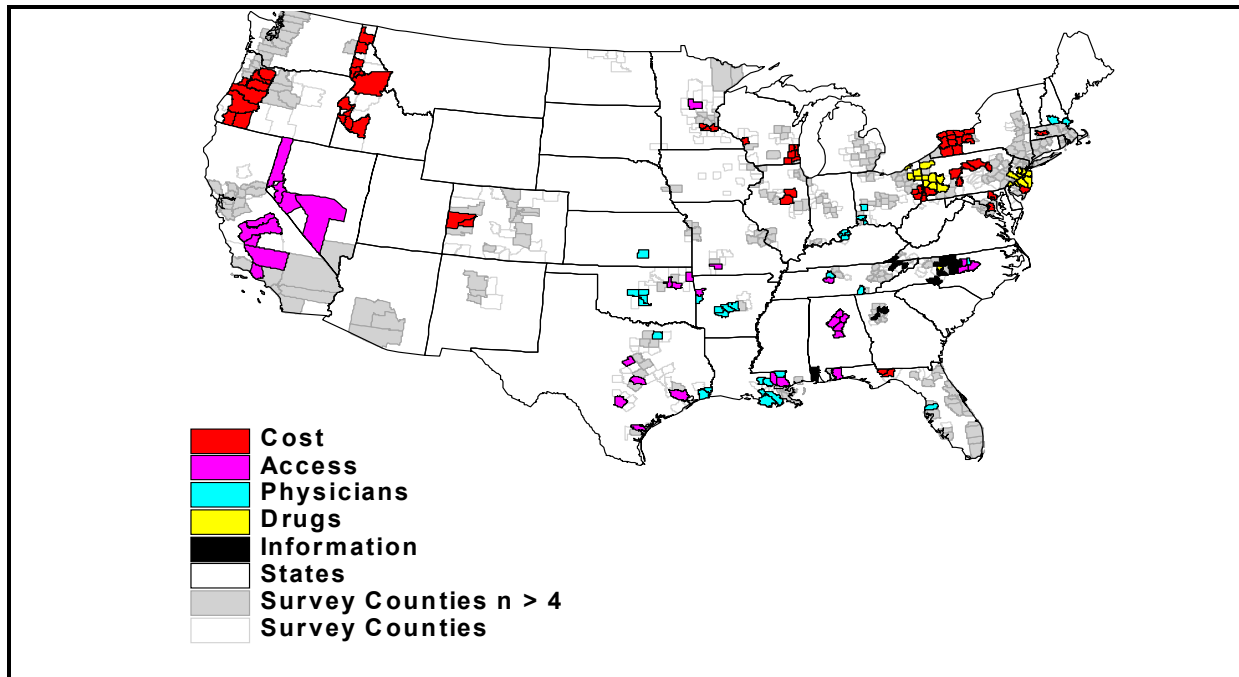 Cost
Access
Physicians
Drugs
Information
States
Survey Counties n > 4
Survey Counties